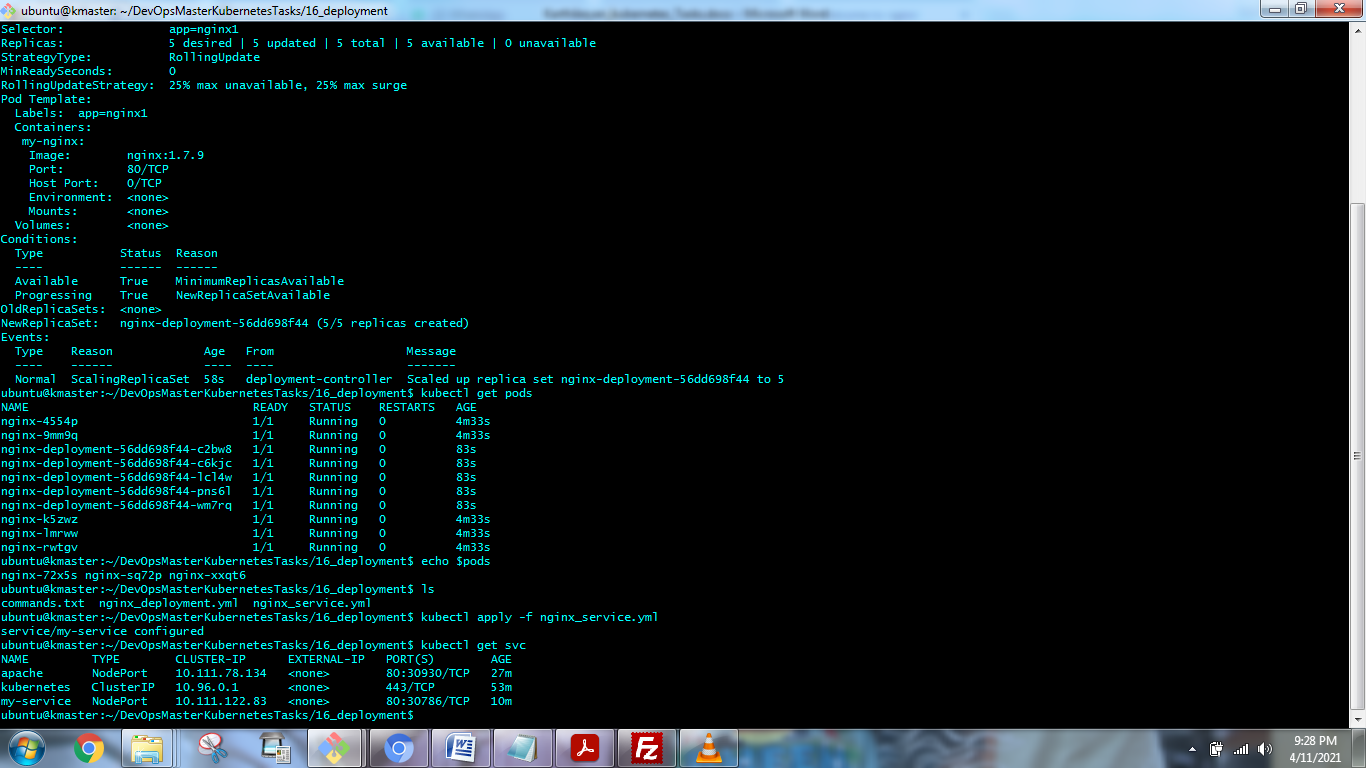 ubuntu@kmaster: ~/DevOpsMasterKubernetesTasks/16_deployment
Selector:               app=nginx1
Replicas:               5 desired | 5 updated | 5 total | 5 available | 0 unavailable
StrategyType:           RollingUpdate
MinReadySeconds:        0
RollingUpdateStrategy:  25% max unavailable, 25% max surge
Pod Template:
  Labels:  app=nginx1
  Containers:
   my-nginx:
    Image:        nginx:1.7.9
    Port:         80/TCP
    Host Port:    0/TCP
    Environment:  <none>
    Mounts:       <none>
  Volumes:        <none>
Conditions:
  Type           Status  Reason
  ----           ------  ------
  Available      True    MinimumReplicasAvailable
  Progressing    True    NewReplicaSetAvailable
OldReplicaSets:  <none>
NewReplicaSet:   nginx-deployment-56dd698f44 (5/5 replicas created)
Events:
  Type    Reason             Age   From                   Message
  ----    ------             ----  ----                   -------
  Normal  ScalingReplicaSet  58s   deployment-controller  Scaled up replica set nginx-deployment-56dd698f44 to 5
ubuntu@kmaster:~/DevOpsMasterKubernetesTasks/16_deployment$ kubectl get pods
NAME                                READY   STATUS    RESTARTS   AGE
nginx-4554p                         1/1     Running   0          4m33s
nginx-9mm9q                         1/1     Running   0          4m33s
nginx-deployment-56dd698f44-c2bw8   1/1     Running   0          83s
nginx-deployment-56dd698f44-c6kjc   1/1     Running   0          83s
nginx-deployment-56dd698f44-lcl4w   1/1     Running   0          83s
nginx-deployment-56dd698f44-pns6l   1/1     Running   0          83s
nginx-deployment-56dd698f44-wm7rq   1/1     Running   0          83s
nginx-k5zwz                         1/1     Running   0          4m33s
nginx-lmrww                         1/1     Running   0          4m33s
nginx-rwtgv                         1/1     Running   0          4m33s
ubuntu@kmaster:~/DevOpsMasterKubernetesTasks/16_deployment$ echo $pods
nginx-72x5s nginx-sq72p nginx-xxqt6
ubuntu@kmaster:~/DevOpsMasterKubernetesTasks/16_deployment$ ls
commands.txt  nginx_deployment.yml  nginx_service.yml
ubuntu@kmaster:~/DevOpsMasterKubernetesTasks/16_deployment$ kubectl apply -f nginx_service.yml
service/my-service configured
ubuntu@kmaster:~/DevOpsMasterKubernetesTasks/16_deployment$ kubectl get svc
NAME         TYPE        CLUSTER-IP      EXTERNAL-IP   PORT(S)        AGE
apache       NodePort    10.111.78.134   <none>        80:30930/TCP   27m
kubernetes   ClusterIP   10.96.0.1       <none>        443/TCP        53m
my-service   NodePort    10.111.122.83   <none>        80:30786/TCP   10m
ubuntu@kmaster:~/DevOpsMasterKubernetesTasks/16_deployment$
9:28 PM
4/11/2021